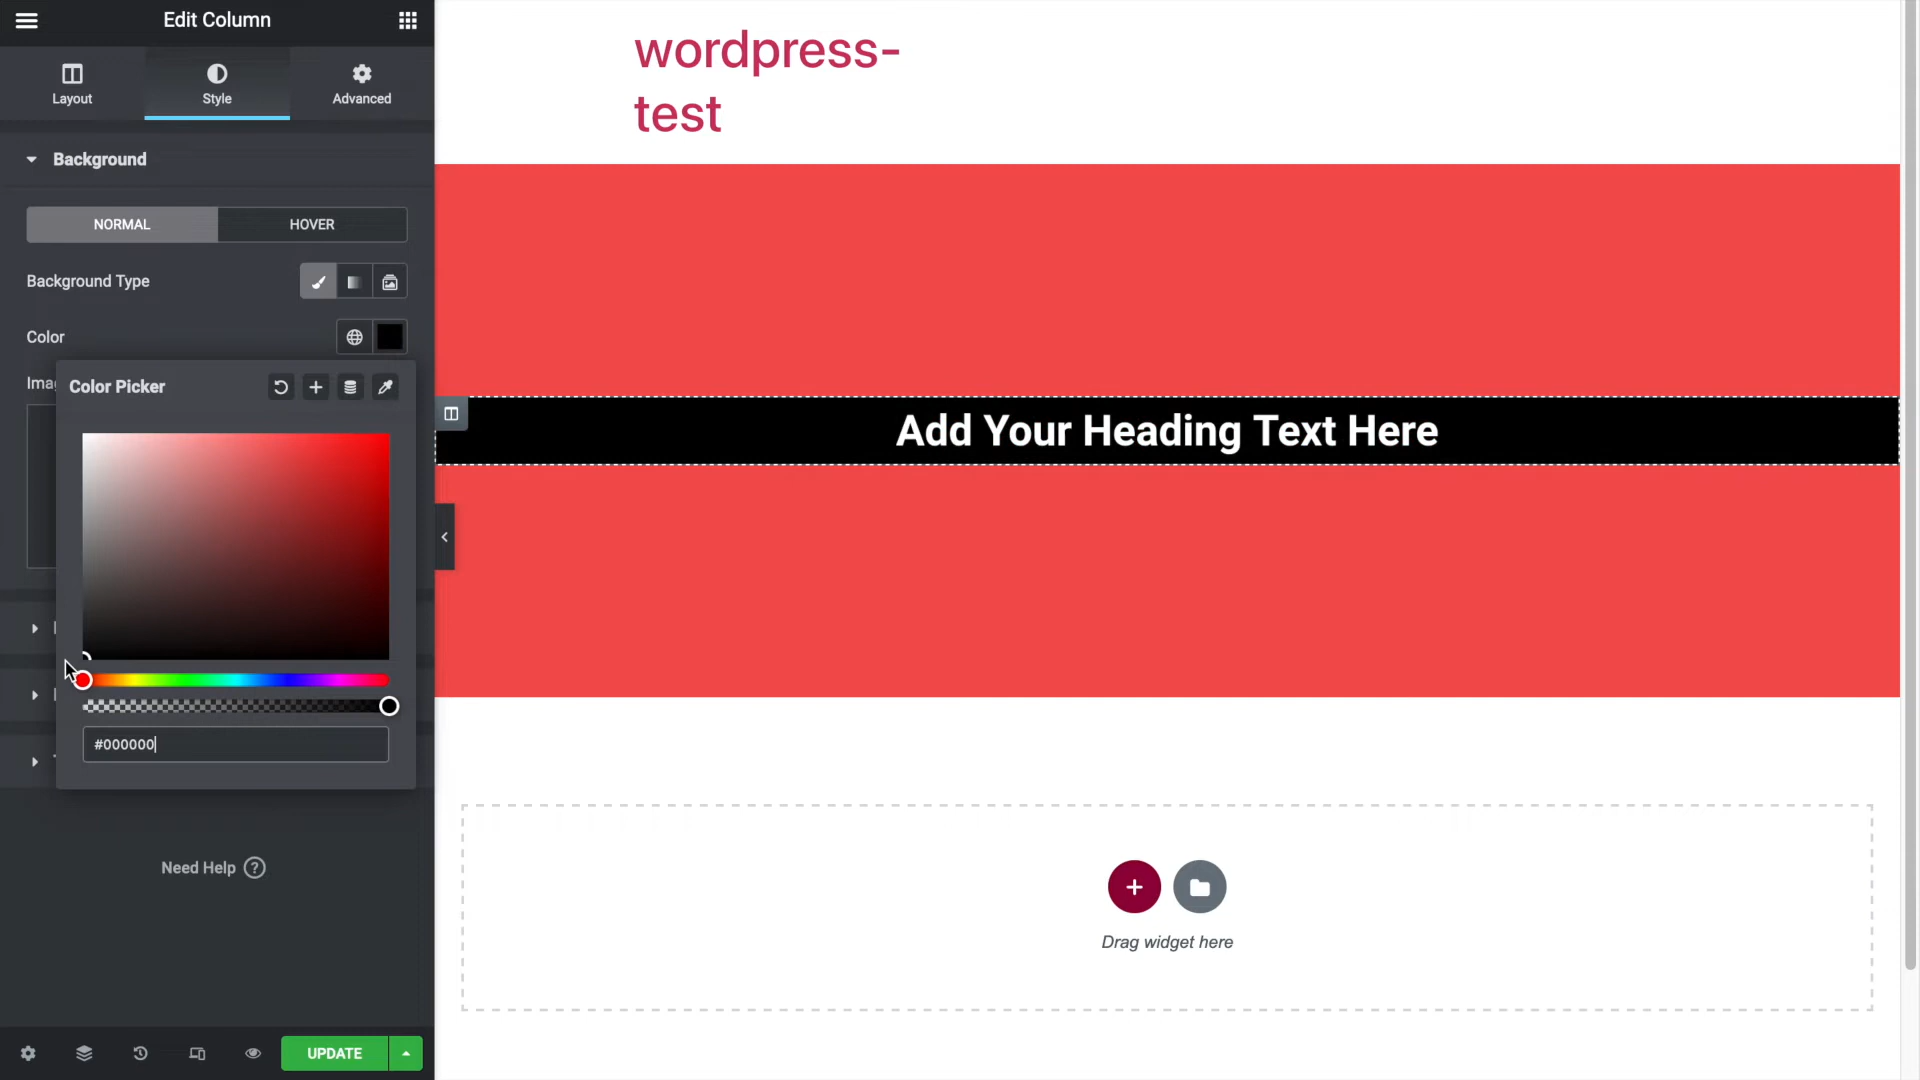 Edit Column
Layout
Style
Advanced
Background
NORMAL
HOVER
Background Type
Color
Color Picker
#000000
Need Help
UPDATE
wordpress-
test
Add Your Heading Text Here
Drag widget here